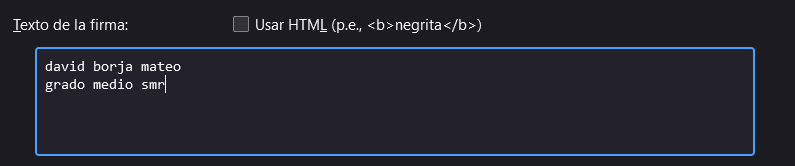 Texto de la firma: Usar HTML (p.e., <b>negrita</b>)
david borja mateo
grado medio smr